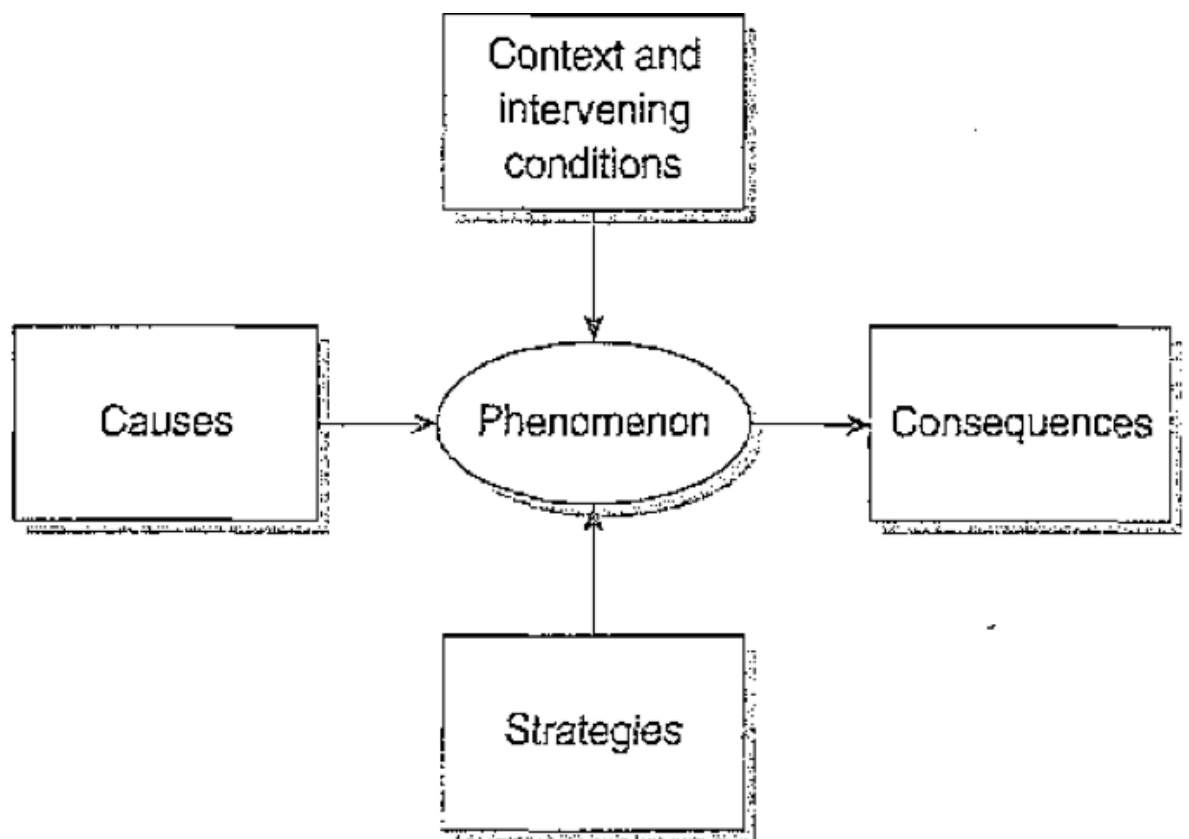 Context and
intervening
conditions
Causes
Phenomenon
Consequences
Strategies